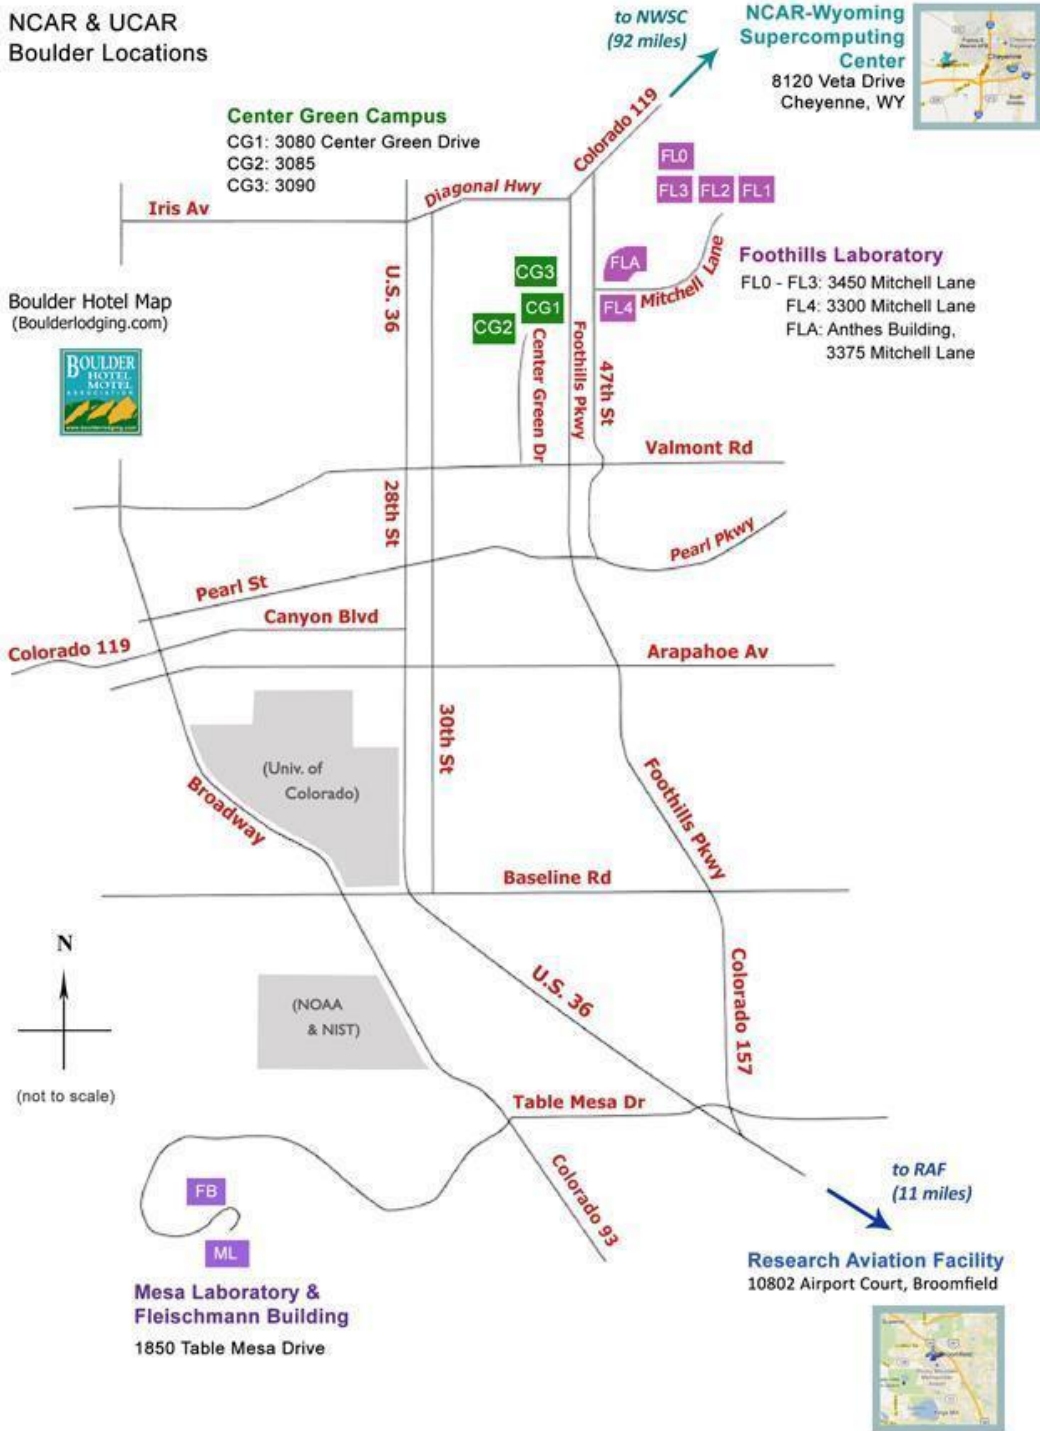 NCAR & UCAR
Boulder Locations
to NWSC
(92 miles)
NCAR-Wyoming
Supercomputing
Center
8120 Veta Drive
Cheyenne, WY
Cheyenne
Center Green Campus
CG1: 3080 Center Green Drive
CG2: 3085
CG3: 3090
Colorado 119
Diagonal Hwy
Iris Av
FL0
FL3
FL2
FL1
FLA
FL4
Mitchell Lane
Foothills Laboratory
FL0 - FL3: 3450 Mitchell Lane
FL4: 3300 Mitchell Lane
FLA: Anthes Building,
3375 Mitchell Lane
CG3
CG1
CG2
U.S. 36
Center Green Dr
Foothills Pkwy
47th St
Boulder Hotel Map
(Boulderlodging.com)
BOULDER
HOTEL
MOTEL
ASSOCIATION
www.boulderlodging.com
Valmont Rd
28th St
Pearl Pkwy
Pearl St
Canyon Blvd
Colorado 119
Arapahoe Av
30th St
(Univ. of
Colorado)
Broadway
Foothills Pkwy
Baseline Rd
N
(not to scale)
(NOAA
& NIST)
U.S. 36
Colorado 157
Table Mesa Dr
Colorado 93
FB
ML
Mesa Laboratory &
Fleischmann Building
1850 Table Mesa Drive
to RAF
(11 miles)
Research Aviation Facility
10802 Airport Court, Broomfield